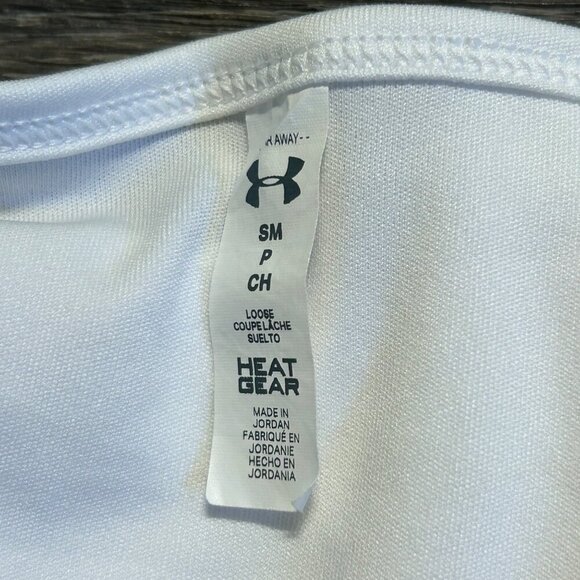 AWAY--
SM
P
CH
LOOSE
COUPE LÂCHE
SUELTO
HEAT
GEAR
MADE IN
JORDAN
FABRIQUÉ EN
JORDANIE
HECHO EN
JORDANIA